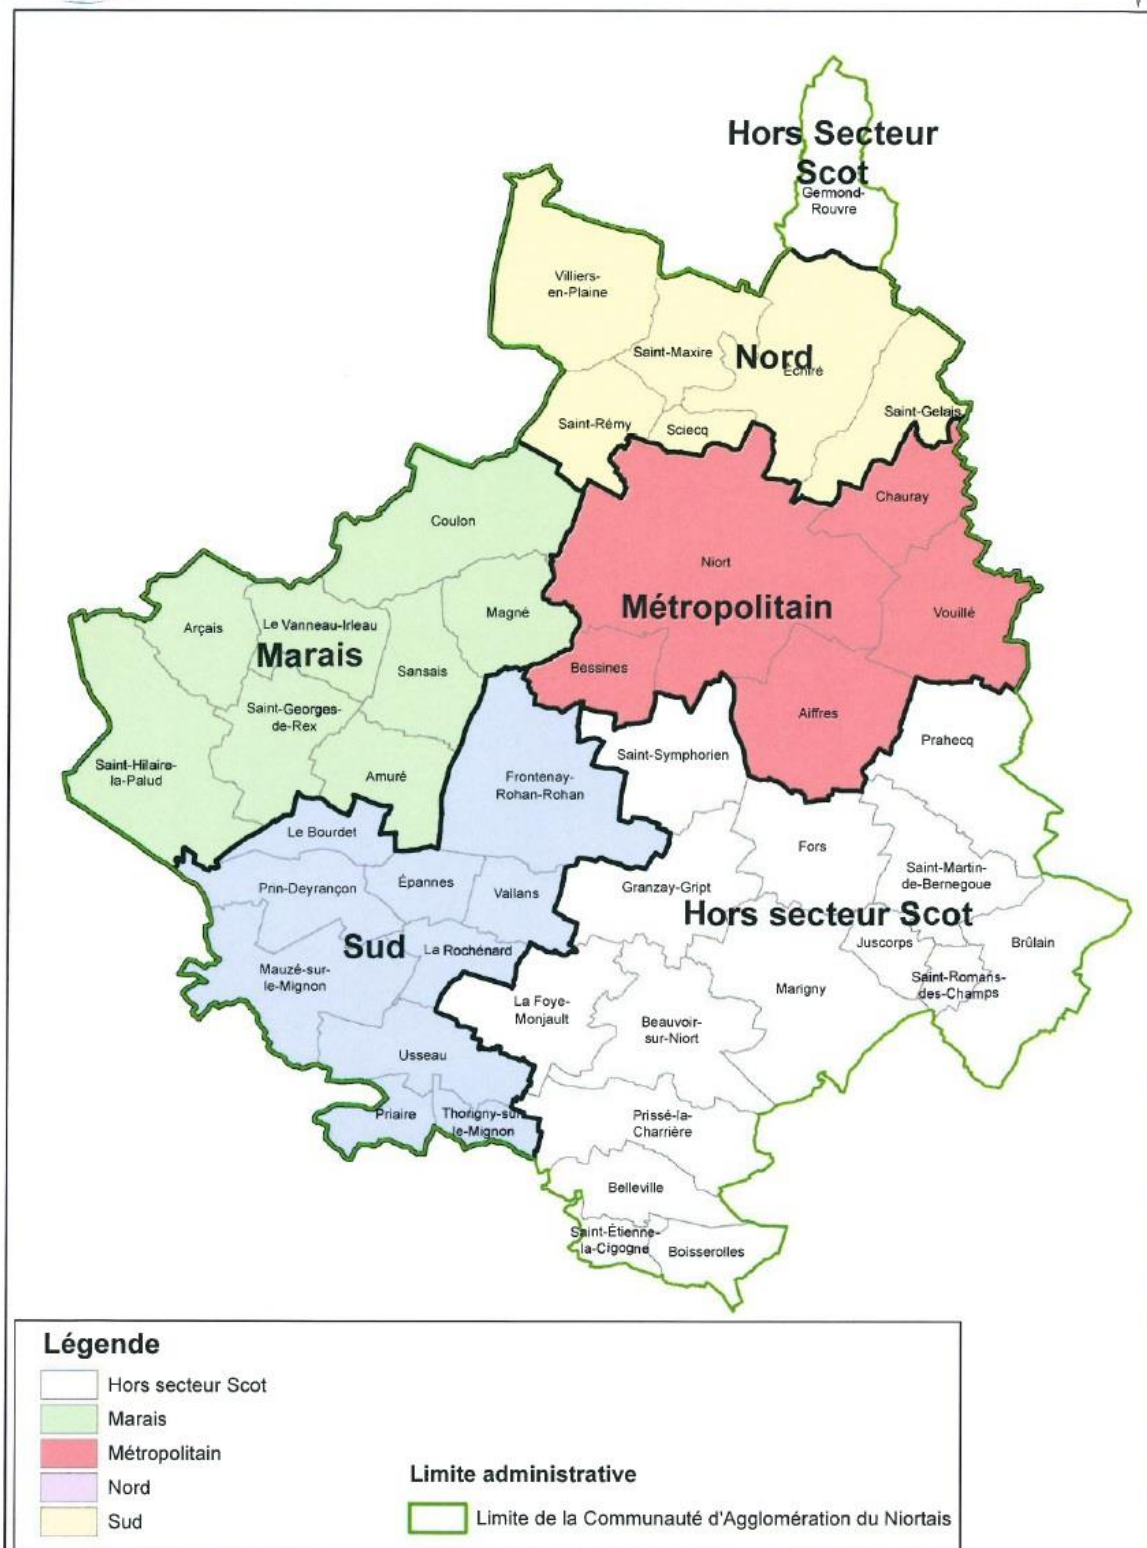 Hors Secteur
Scot
Germond-
Rouvre
Villiers-
en-Plaine
Saint-Maxire
Nord
Échiré
Saint-Rémy
Sciecq
Saint-Gelais
Chauray
Coulon
Niort
Métropolitain
Vouillé
Magné
Arçais
Le Vanneau-Irleau
Marais
Sansais
Bessines
Saint-Georges-
de-Rex
Aiffres
Prahecq
Saint-Symphorien
Saint-Hilaire-
la-Palud
Amuré
Frontenay-
Rohan-Rohan
Le Bourdet
Fors
Saint-Martin-
de-Bernegoue
Prin-Deyrançon
Épannes
Vallans
Granzay-Gript
Hors secteur Scot
Sud
La Rochénard
Juscorps
Brûlain
Mauzé-sur-
le-Mignon
Saint-Romans-
des-Champs
Marigny
La Foye-
Monjault
Beauvoir-
sur-Niort
Usseau
Priaire
Thorigny-sur-
le-Mignon
Prissé-la-
Charrière
Belleville
Saint-Étienne-
la-Cigogne
Boisserolles
Légende
Hors secteur Scot
Marais
Métropolitain
Nord
Sud
Limite administrative
Limite de la Communauté d'Agglomération du Niortais